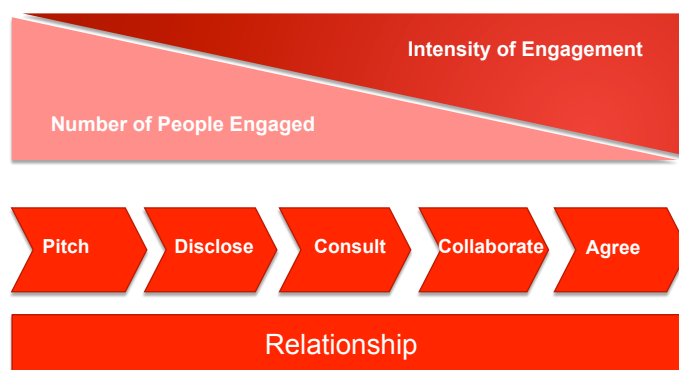 Intensity of Engagement
Number of People Engaged
Pitch
Disclose
Consult
Collaborate
Agree
Relationship